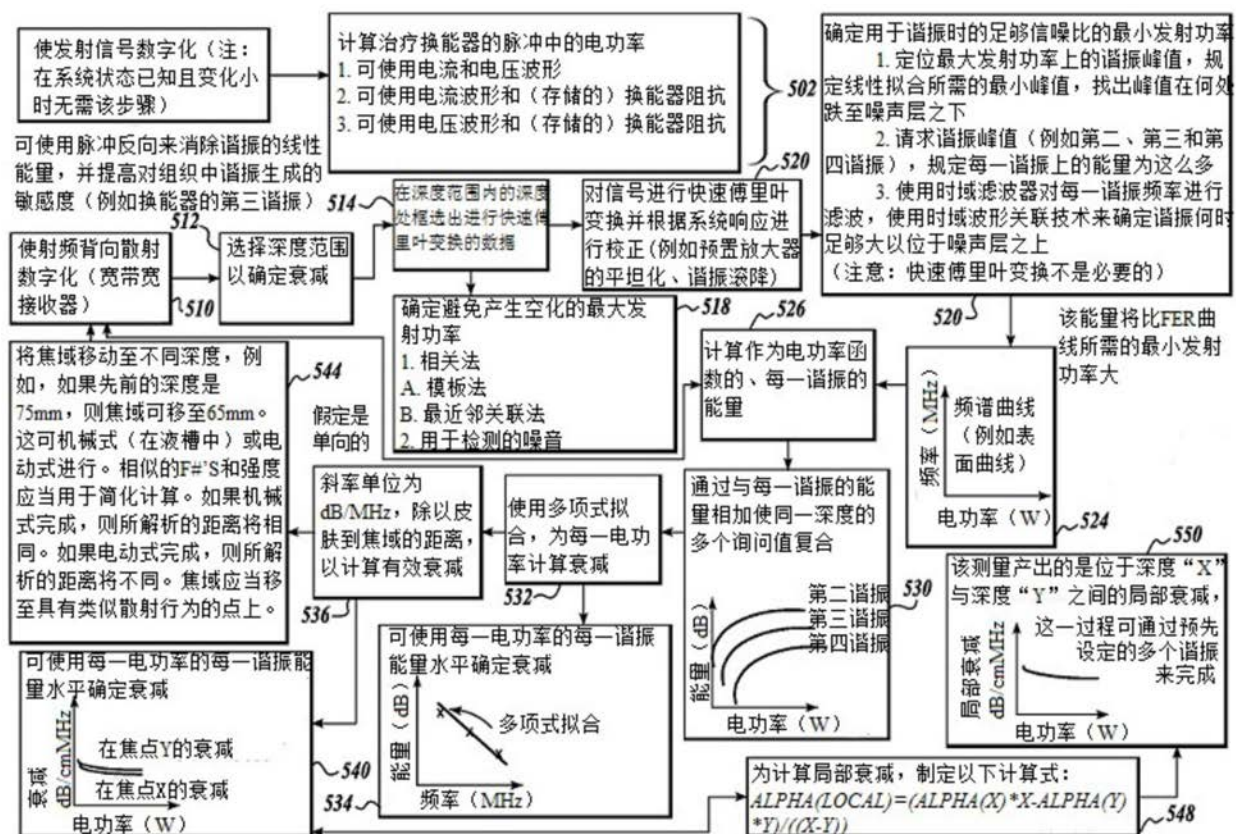 使发射信号数字化（注：
在系统状态已知且变化小
时无需该步骤）
计算治疗换能器的脉冲中的电功率
1. 可使用电流和电压波形
2. 可使用电流波形和（存储的）换能器阻抗
3. 可使用电压波形和（存储的）换能器阻抗
502
确定用于谐振时的足够信噪比的最小发射功率
1. 定位最大发射功率上的谐振峰值，规
定线性拟合所需的最小峰值，找出峰值在何处
跌至噪声层之下
2. 请求谐振峰值（例如第二、第三和第
四谐振），规定每一谐振上的能量为这么多
3. 使用时域滤波器对每一谐振频率进行
滤波，使用时域波形关联技术来确定谐振何时
足够大以位于噪声层之上
（注意：快速傅里叶变换不是必要的）
520
可使用脉冲反向来消除谐振的线性
能量，并提高对组织中谐振生成的
敏感度（例如换能器的第三谐振）
512
514
520
使射频背向散射
数字化（宽带宽
接收器）
510
选择深度范围
以确定衰减
在深度范围内的深度
处框选出进行快速傅
里叶变换的数据
对信号进行快速傅里叶
变换并根据系统响应进
行校正(例如预置放大器
的平坦化、谐振滚降）
确定避免产生空化的最大发
射功率
1. 相关法
A. 模板法
B. 最近邻关联法
2. 用于检测的噪音
518
526
计算作为电功率函
数的、每一谐振的
能量
该能量将比FER曲
线所需的最小发射
功率大
频率（MHz）
频谱曲线
（例如表
面曲线）
电功率（W）
524
将焦域移动至不同深度，例
如，如果先前的深度是
75mm，则焦域可移至65mm。
这可机械式（在液槽中）或电
动式进行。相似的F#'S和强度
应当用于简化计算。如果机械
式完成，则所解析的距离将相
同。如果电动式完成，则所解
析的距离将不同。焦域应当移
至具有类似散射行为的点上。
544
假定是
单向的
斜率单位为
dB/MHz，除以皮
肤到焦域的距离，
以计算有效衰减
536
使用多项式拟
合，为每一电功
率计算衰减
532
通过与每一谐振的能
量相加使同一深度的
多个询问值复合
530
第二谐振
第三谐振
第四谐振
能量（dB）
电功率（W）
550
该测量产出的是位于深度“X”
与深度“Y”之间的局部衰减，
这一过程可通过预先
设定的多个谐振
来完成
局部衰减
dB/cmMHz
电功率（W）
可使用每一电功率的每一谐振能
量水平确定衰减
衰减
dB/cmMHz
在焦点Y的衰减
在焦点X的衰减
电功率（W）
540
可使用每一电功率的每一谐振
能量水平确定衰减
能量（dB）
多项式拟合
频率（MHz）
534
为计算局部衰减，制定以下计算式：
ALPHA(LOCAL)=(ALPHA(X)*X-ALPHA(Y)
*Y)/((X-Y))
548